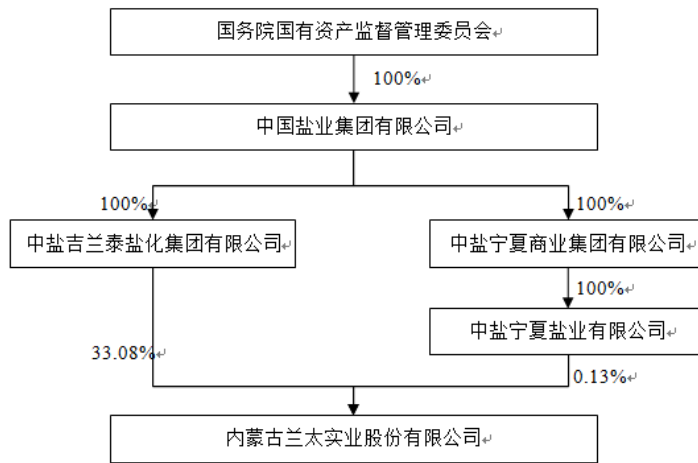 国务院国有资产监督管理委员会
100%
中国盐业集团有限公司
100%
100%
中盐吉兰泰盐化集团有限公司
中盐宁夏商业集团有限公司
100%
中盐宁夏盐业有限公司
33.08%
0.13%
内蒙古兰太实业股份有限公司